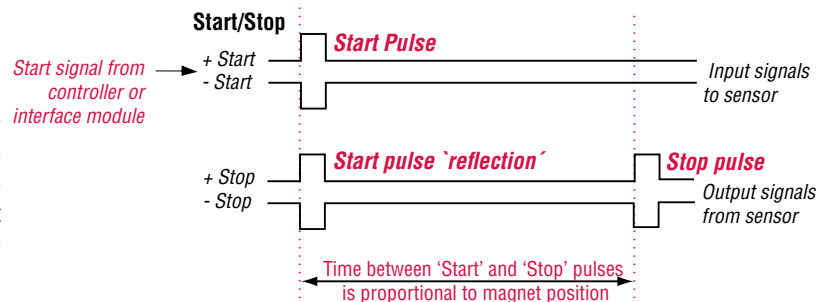 Start/Stop
Start Pulse
+ Start
- Start
Start signal from
controller or
interface module
Input signals
to sensor
Start pulse `reflection´
Stop pulse
+ Stop
- Stop
Output signals
from sensor
Time between ‘Start’ and ‘Stop’ pulses
is proportional to magnet position